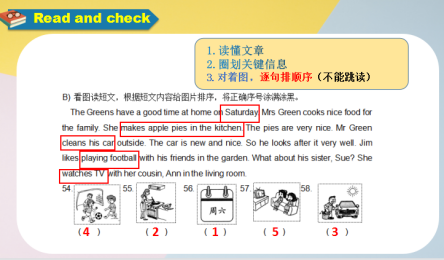 Read and check
1.读懂文章
2.圈划关键信息
3.对着图，逐句排顺序（不能跳读）
B) 看图读短文，根据短文内容给图片排序，将正确序号涂满涂黑。
The Greens have a good time at home on Saturday. Mrs Green cooks nice food for
the family. She makes apple pies in the kitchen. The pies are very nice. Mr Green
cleans his car outside. The car is new and nice. So he looks after it very well. Jim
likes playing football with his friends in the garden. What about his sister, Sue? She
watches TV with her cousin, Ann in the living room.
54. 55. 56. 57. 58.
周六
( 4 ) ( 2 ) ( 1 ) ( 5 ) ( 3 )